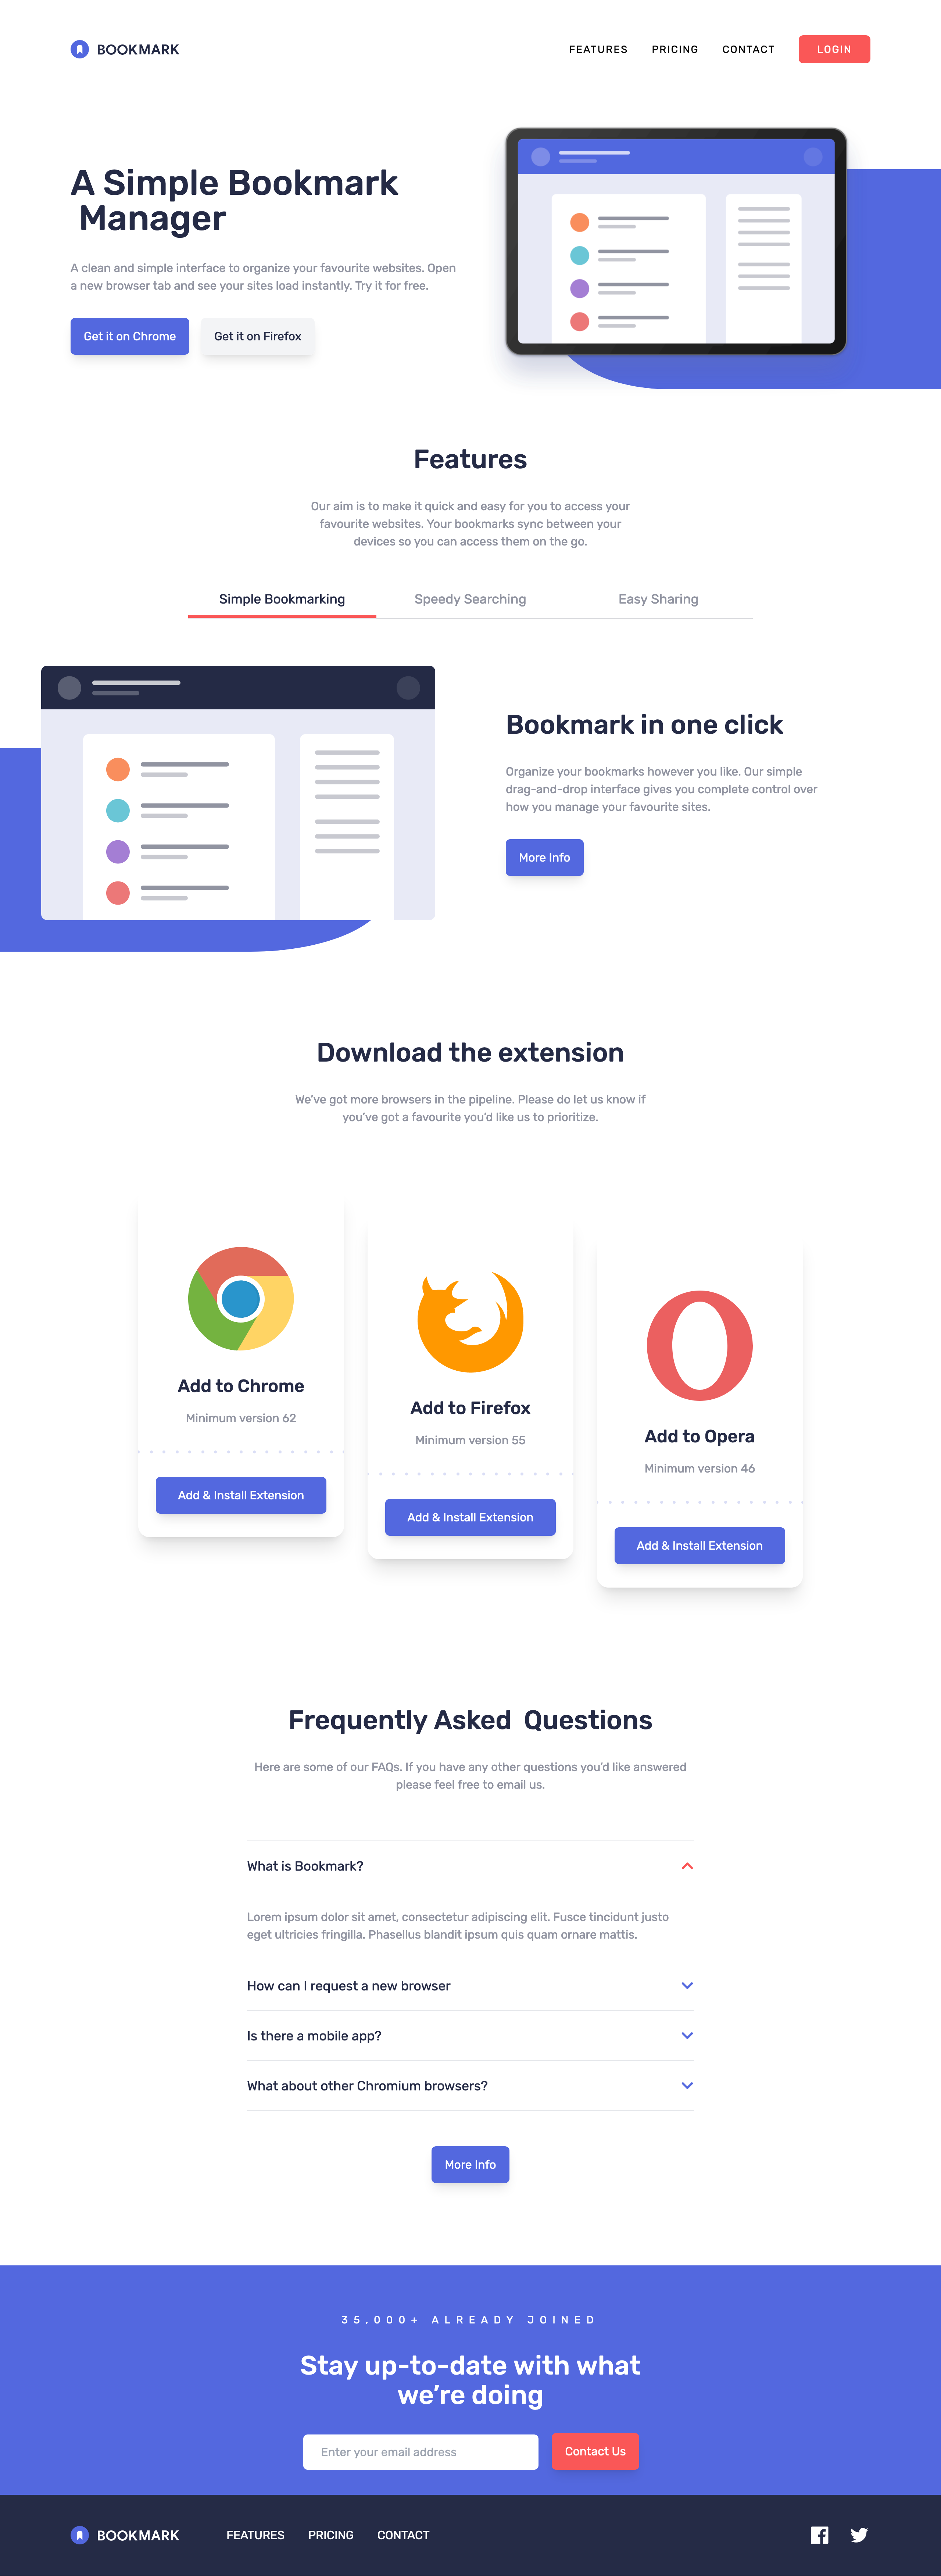 BOOKMARK
FEATURES PRICING CONTACT LOGIN
A Simple Bookmark
Manager
A clean and simple interface to organize your favourite websites. Open
a new browser tab and see your sites load instantly. Try it for free.
Get it on Chrome Get it on Firefox
Features
Our aim is to make it quick and easy for you to access your
favourite websites. Your bookmarks sync between your
devices so you can access them on the go.
Simple Bookmarking Speedy Searching Easy Sharing
Bookmark in one click
Organize your bookmarks however you like. Our simple
drag-and-drop interface gives you complete control over
how you manage your favourite sites.
More Info
Download the extension
We’ve got more browsers in the pipeline. Please do let us know if
you’ve got a favourite you’d like us to prioritize.
Add to Chrome
Minimum version 62
Add & Install Extension
Add to Firefox
Minimum version 55
Add & Install Extension
Add to Opera
Minimum version 46
Add & Install Extension
Frequently Asked Questions
Here are some of our FAQs. If you have any other questions you’d like answered
please feel free to email us.
What is Bookmark?
Lorem ipsum dolor sit amet, consectetur adipiscing elit. Fusce tincidunt justo
eget ultricies fringilla. Phasellus blandit ipsum quis quam ornare mattis.
How can I request a new browser
Is there a mobile app?
What about other Chromium browsers?
More Info
35,000+ ALREADY JOINED
Stay up-to-date with what
we’re doing
Enter your email address Contact Us
BOOKMARK FEATURES PRICING CONTACT